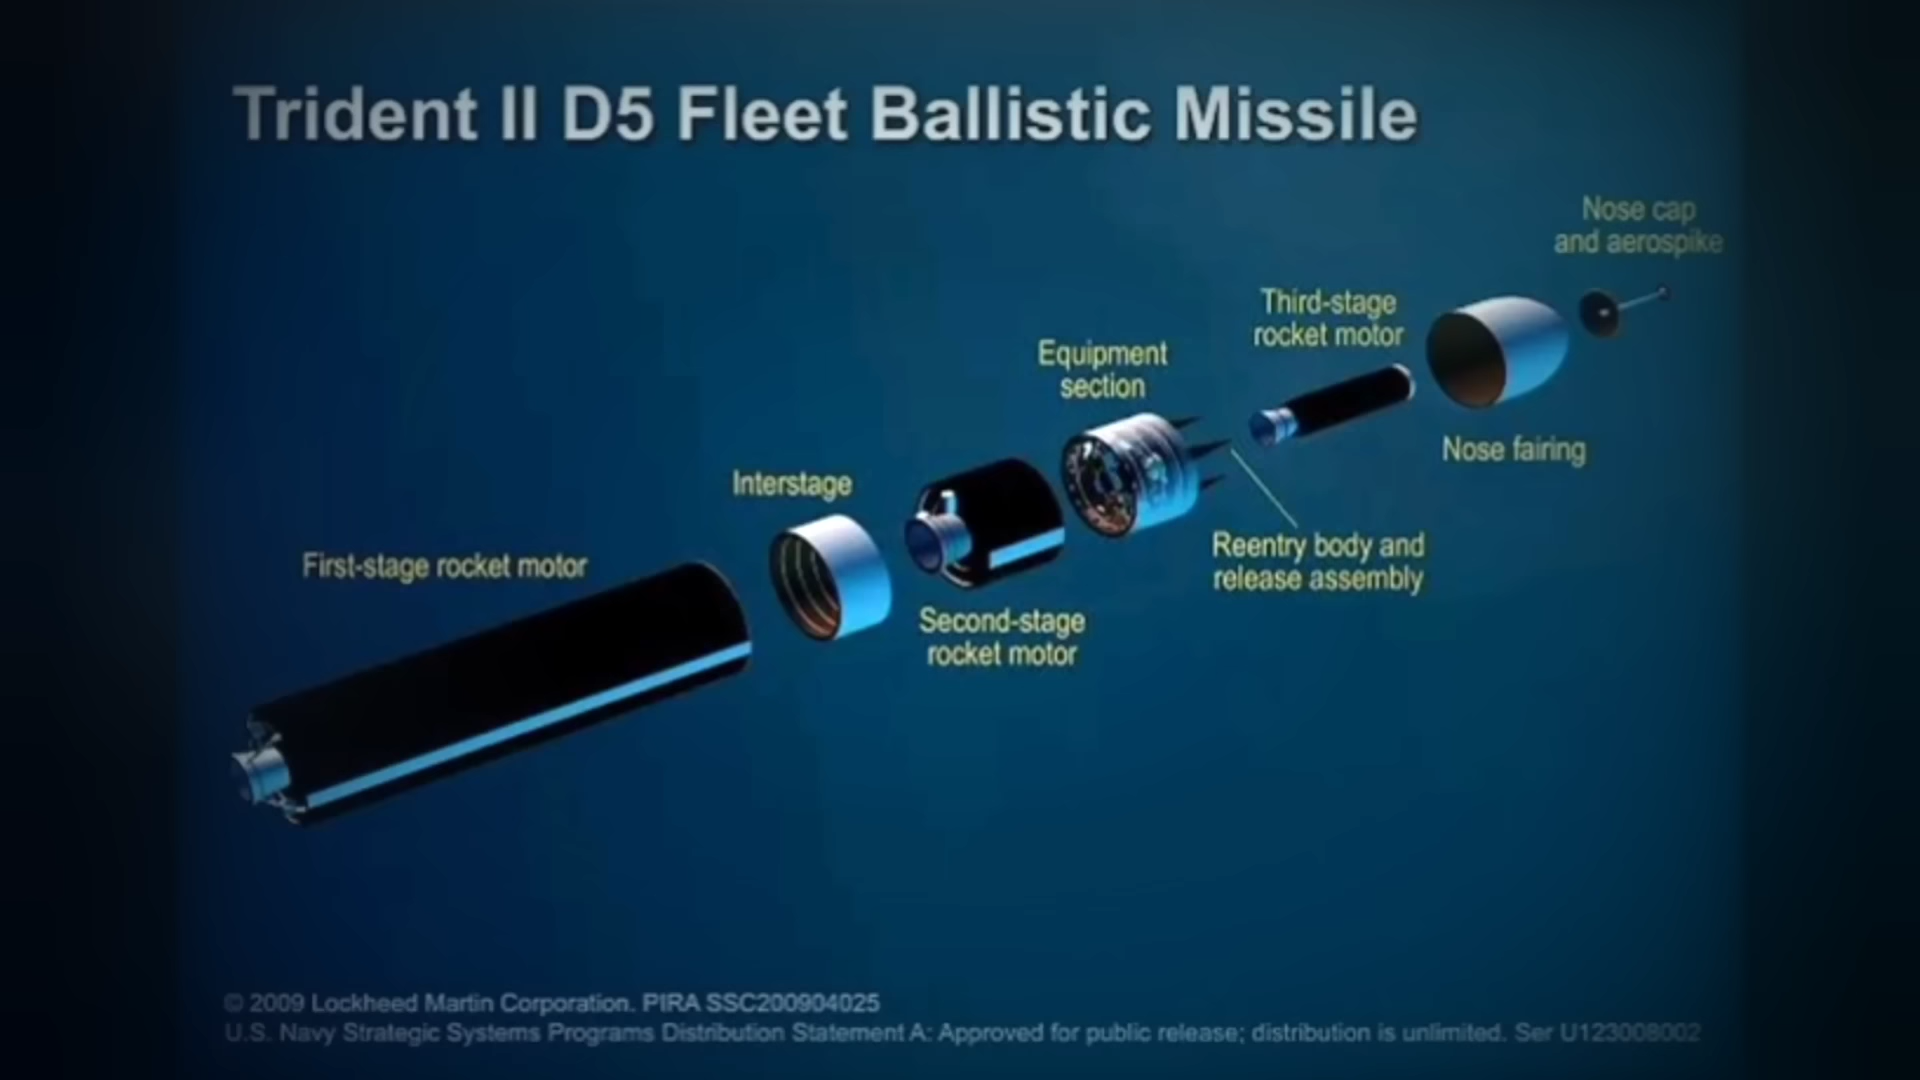 Trident II D5 Fleet Ballistic Missile
Nose cap
and aerospike
Third-stage
rocket motor
Equipment
section
Nose fairing
Interstage
Reentry body and
release assembly
First-stage rocket motor
Second-stage
rocket motor
© 2009 Lockheed Martin Corporation. PIRA SSC200904025
U.S. Navy Strategic Systems Programs Distribution Statement A: Approved for public release; distribution is unlimited. Ser U123008002